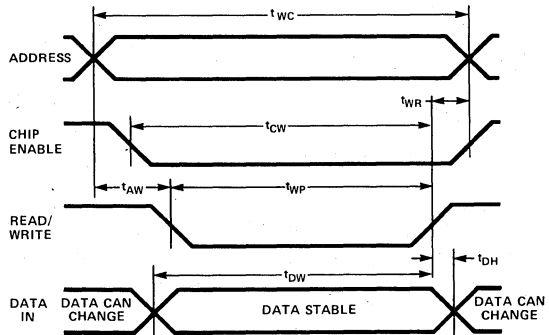 t WC
ADDRESS
tWR
tCW
CHIP
ENABLE
tAW
tWP
READ/
WRITE
tDH
tDW
DATA
IN
DATA CAN
CHANGE
DATA STABLE
DATA CAN
CHANGE